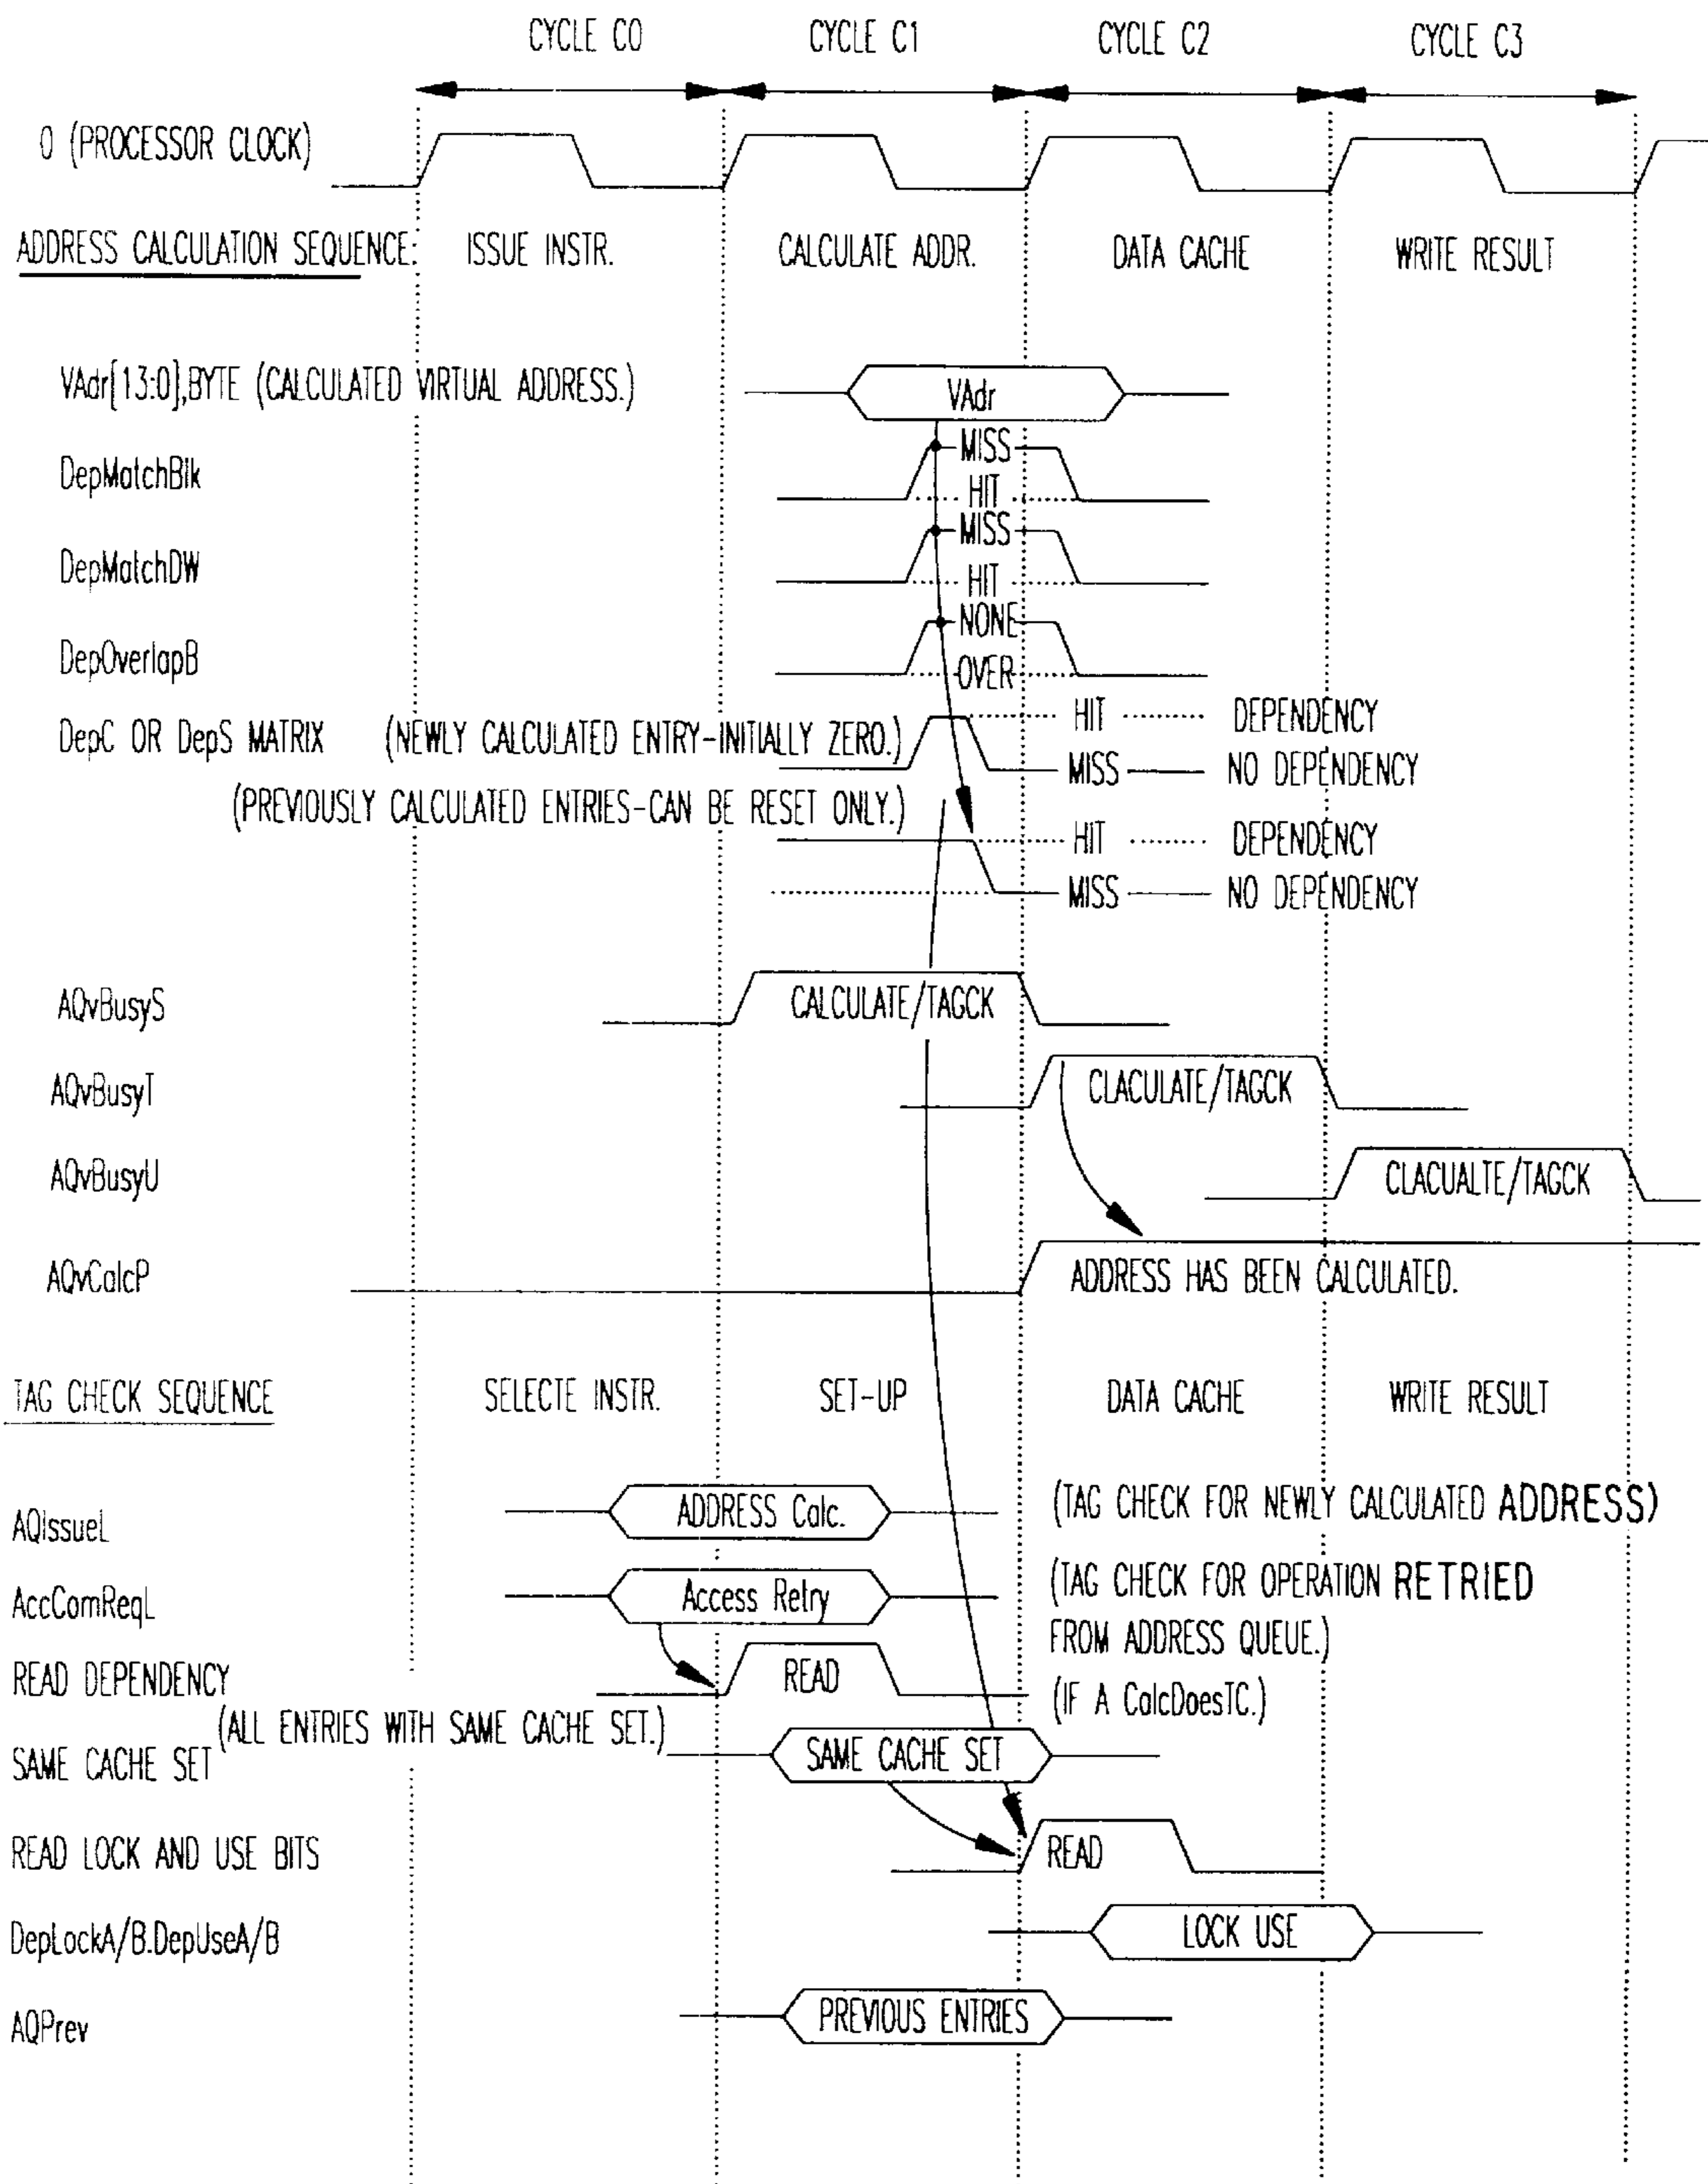 CYCLE C0 CYCLE C1 CYCLE C2 CYCLE C3
0 (PROCESSOR CLOCK)
ADDRESS CALCULATION SEQUENCE: ISSUE INSTR. CALCULATE ADDR. DATA CACHE WRITE RESULT
VAdr[13:0],BYTE (CALCULATED VIRTUAL ADDRESS.) VAdr
DepMatchBlk MISS
HIT
DepMatchDW MISS
HIT
DepOverlapB NONE
OVER
DepC OR DepS MATRIX (NEWLY CALCULATED ENTRY-INITIALLY ZERO.) HIT DEPENDENCY
MISS NO DEPENDENCY
(PREVIOUSLY CALCULATED ENTRIES-CAN BE RESET ONLY.)
HIT DEPENDENCY
MISS NO DEPENDENCY
AQvBusyS CALCULATE/TAGCK
AQvBusyT CLACULATE/TAGCK
AQvBusyU CLACUALTE/TAGCK
AQvCalcP ADDRESS HAS BEEN CALCULATED.
TAG CHECK SEQUENCE SELECTE INSTR. SET-UP DATA CACHE WRITE RESULT
AQIssueL ADDRESS Calc. (TAG CHECK FOR NEWLY CALCULATED ADDRESS)
AccComReqL Access Retry (TAG CHECK FOR OPERATION RETRIED
FROM ADDRESS QUEUE.)
READ DEPENDENCY READ (IF A CalcDoesTC.)
(ALL ENTRIES WITH SAME CACHE SET.)
SAME CACHE SET SAME CACHE SET
READ LOCK AND USE BITS READ
DepLockA/B.DepUseA/B LOCK USE
AQPrev PREVIOUS ENTRIES